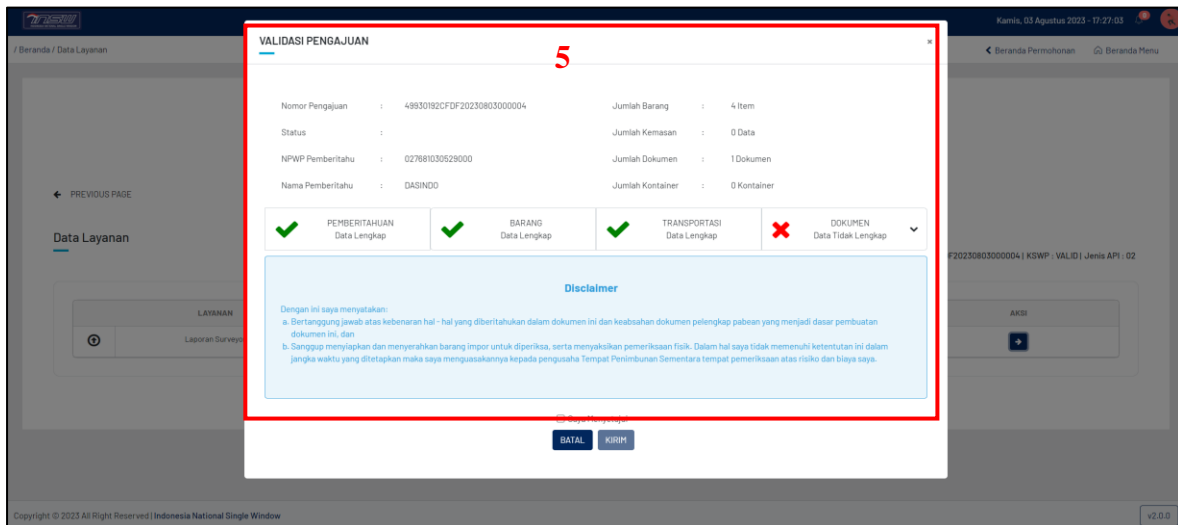 Kamis, 03 Agustus 2023 - 17:27:03
/ Beranda / Data Layanan
Beranda Permohonan
Beranda Menu
VALIDASI PENGAJUAN
×
5
Nomor Pengajuan : 49930192CFDF20230803000004
Jumlah Barang : 4 Item
Status :
Jumlah Kemasan : 0 Data
NPWP Pemberitahu : 027681030529000
Jumlah Dokumen : 1 Dokumen
Nama Pemberitahu : DASINDO
Jumlah Kontainer : 0 Kontainer
PREVIOUS PAGE
PEMBERITAHUAN
Data Lengkap
BARANG
Data Lengkap
TRANSPORTASI
Data Lengkap
DOKUMEN
Data Tidak Lengkap
Data Layanan
F20230803000004 | KSWP : VALID | Jenis API : 02
Disclaimer
Dengan ini saya menyatakan:
a. Bertanggung jawab atas kebenaran hal - hal yang diberitahukan dalam dokumen ini dan keabsahan dokumen pelengkap pabean yang menjadi dasar pembuatan
dokumen ini, dan
b. Sanggup menyiapkan dan menyerahkan barang impor untuk diperiksa, serta menyaksikan pemeriksaan fisik. Dalam hal saya tidak memenuhi ketentutan ini dalam
jangka waktu yang ditetapkan maka saya menguasakannya kepada pengusaha Tempat Penimbunan Sementara tempat pemeriksaan atas risiko dan biaya saya.
LAYANAN
AKSI
Laporan Surveyo
Saya Menyetujui
BATAL
KIRIM
Copyright © 2023 All Right Reserved | Indonesia National Single Window
v2.0.0